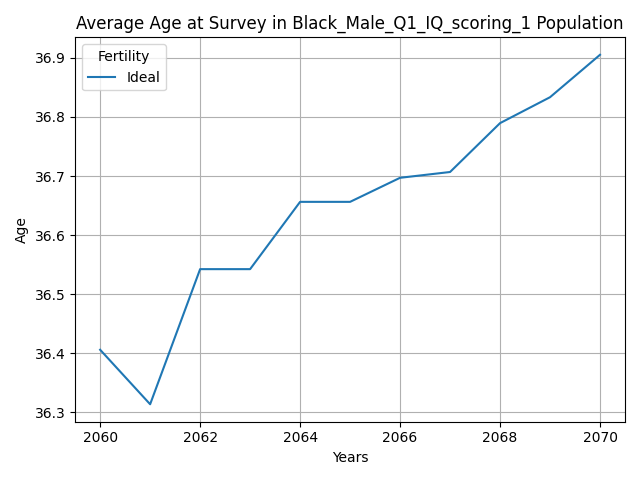 Average Age at Survey in Black_Male_Q1_IQ_scoring_1 Population
Fertility
Ideal
Age
36.9
36.8
36.7
36.6
36.5
36.4
36.3
2060 2062 2064 2066 2068 2070
Years